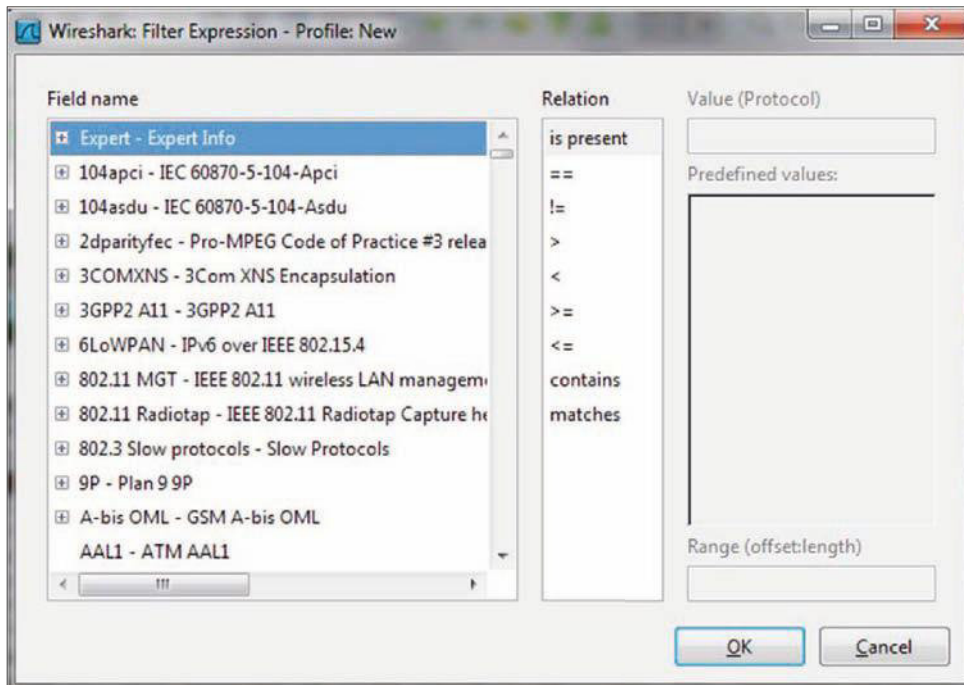 Wireshark: Filter Expression - Profile: New
Field name
Expert - Expert Info
104apci - IEC 60870-5-104-Apci
104asdu - IEC 60870-5-104-Asdu
2dparityfec - Pro-MPEG Code of Practice #3 relea
3COMXNS - 3Com XNS Encapsulation
3GPP2 A11 - 3GPP2 A11
6LoWPAN - IPv6 over IEEE 802.15.4
802.11 MGT - IEEE 802.11 wireless LAN managem
802.11 Radiotap - IEEE 802.11 Radiotap Capture he
802.3 Slow protocols - Slow Protocols
9P - Plan 9 9P
A-bis OML - GSM A-bis OML
AAL1 - ATM AAL1
Relation
is present
==
!=
>
<
>=
<=
contains
matches
Value (Protocol)
Predefined values:
Range (offset:length)
OK
Cancel